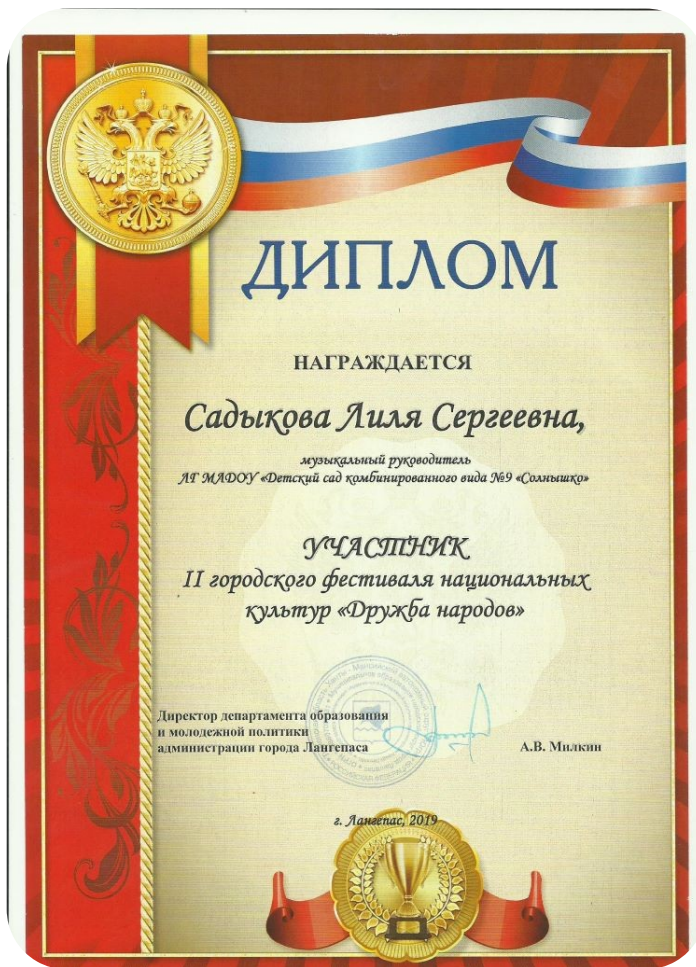 ДИПЛОМ
НАГРАЖДАЕТСЯ
Садыкова Лиля Сергеевна,
музыкальный руководитель
ЛГ МАДОУ «Детский сад комбинированного вида №9 «Солнышко»
УЧАСТНИК
II городского фестиваля национальных
культур «Дружба народов»
Директор департамента образования
и молодежной политики
администрации города Лангепаса
А.В. Милкин
г. Лангепас, 2019